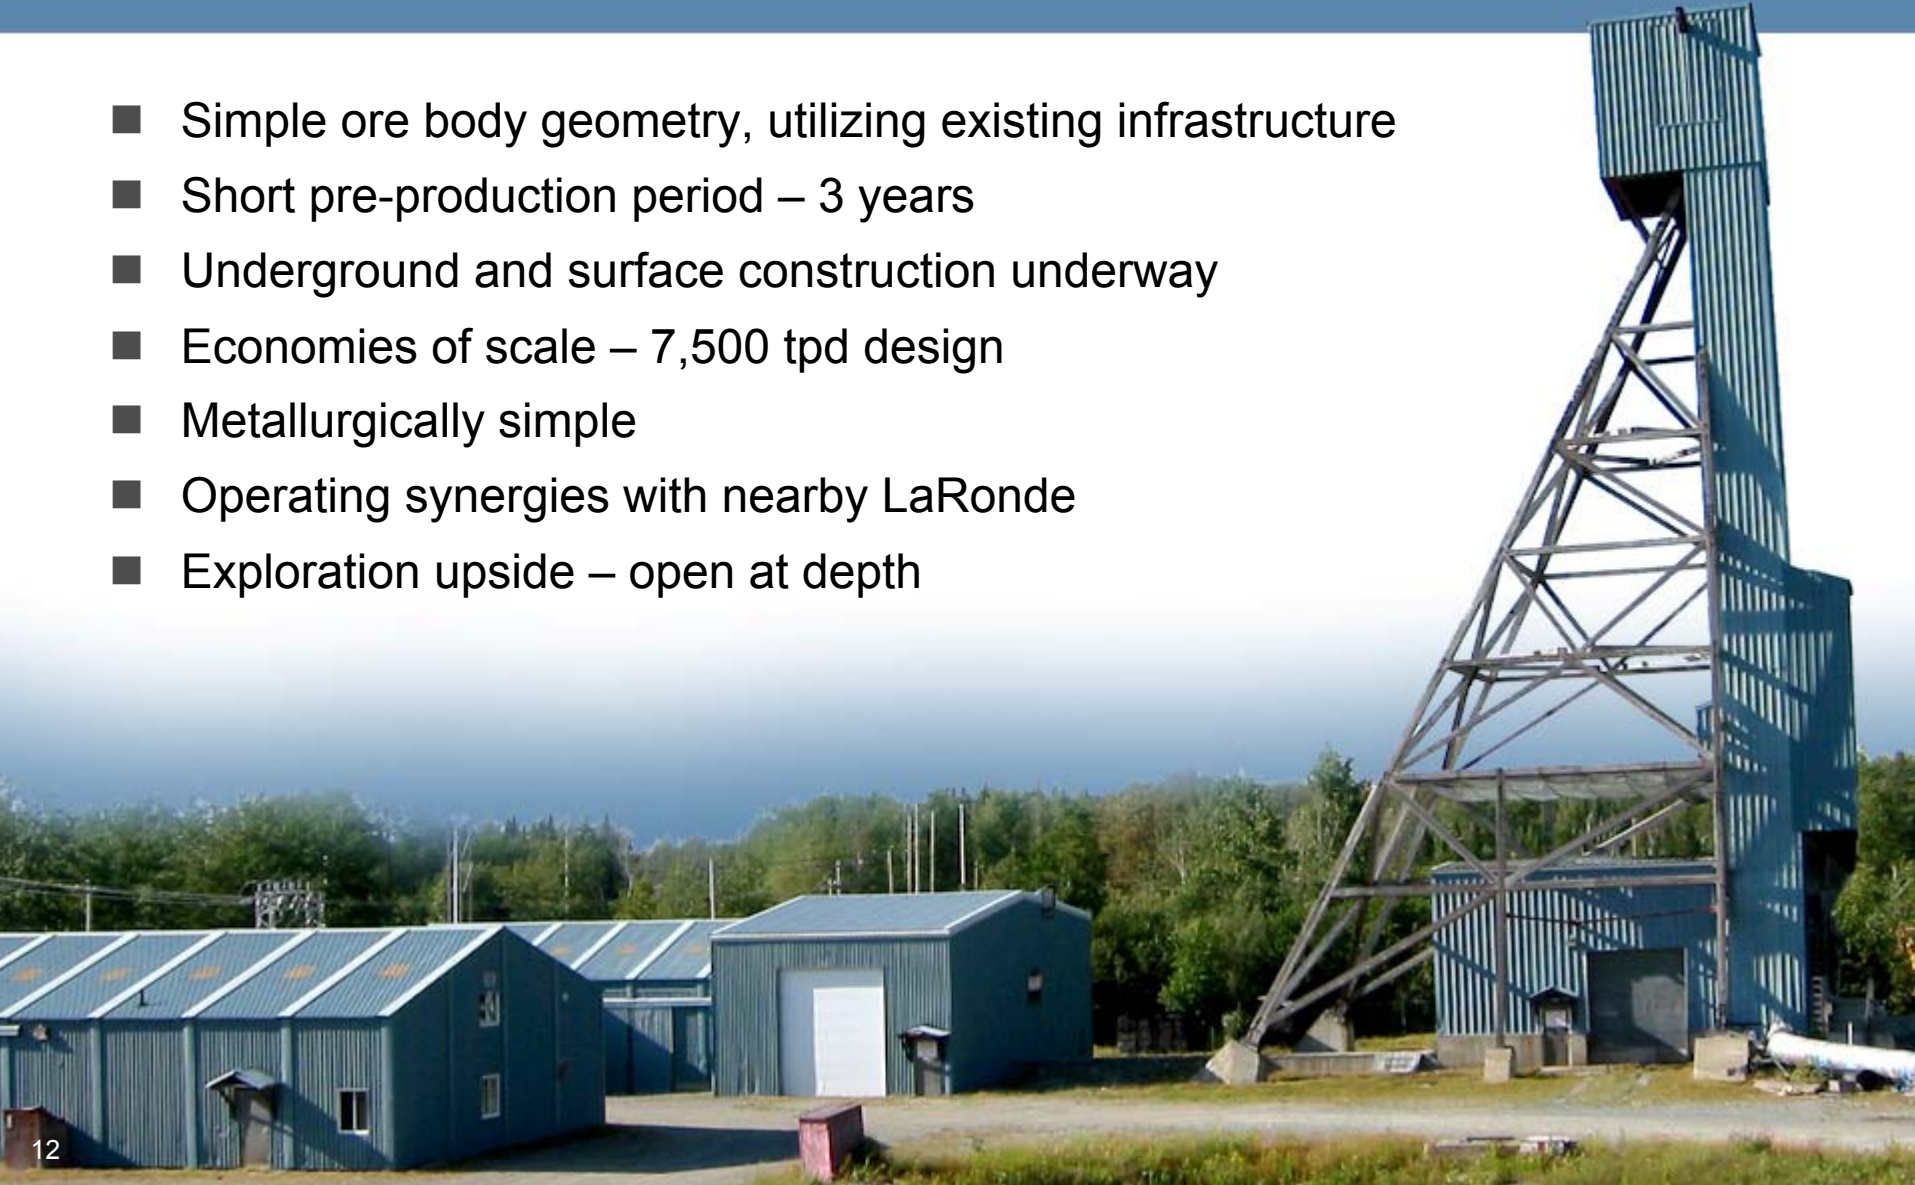 ■ Simple ore body geometry, utilizing existing infrastructure
■ Short pre-production period – 3 years
■ Underground and surface construction underway
■ Economies of scale – 7,500 tpd design
■ Metallurgically simple
■ Operating synergies with nearby LaRonde
■ Exploration upside – open at depth
12